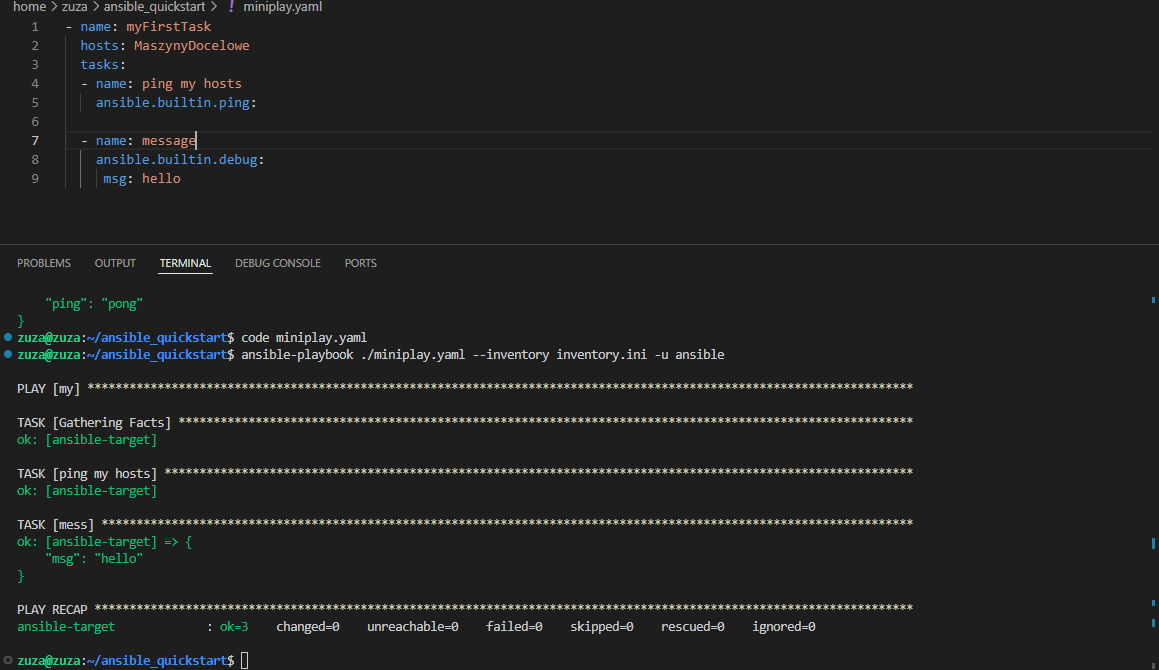 home > zuza > ansible_quickstart > ! miniplay.yaml
1 - name: myFirstTask
2   hosts: MaszynyDocelowe
3   tasks:
4   - name: ping my hosts
5     ansible.builtin.ping:
6
7   - name: message
8     ansible.builtin.debug:
9      msg: hello
PROBLEMS OUTPUT TERMINAL DEBUG CONSOLE PORTS
    "ping": "pong"
}
zuza@zuza:~/ansible_quickstart$ code miniplay.yaml
zuza@zuza:~/ansible_quickstart$ ansible-playbook ./miniplay.yaml --inventory inventory.ini -u ansible
PLAY [my] **********************************************************************************************************************
TASK [Gathering Facts] *********************************************************************************************************
ok: [ansible-target]
TASK [ping my hosts] ***********************************************************************************************************
ok: [ansible-target]
TASK [mess] ********************************************************************************************************************
ok: [ansible-target] => {
    "msg": "hello"
}
PLAY RECAP *********************************************************************************************************************
ansible-target             : ok=3    changed=0    unreachable=0    failed=0    skipped=0    rescued=0    ignored=0
zuza@zuza:~/ansible_quickstart$